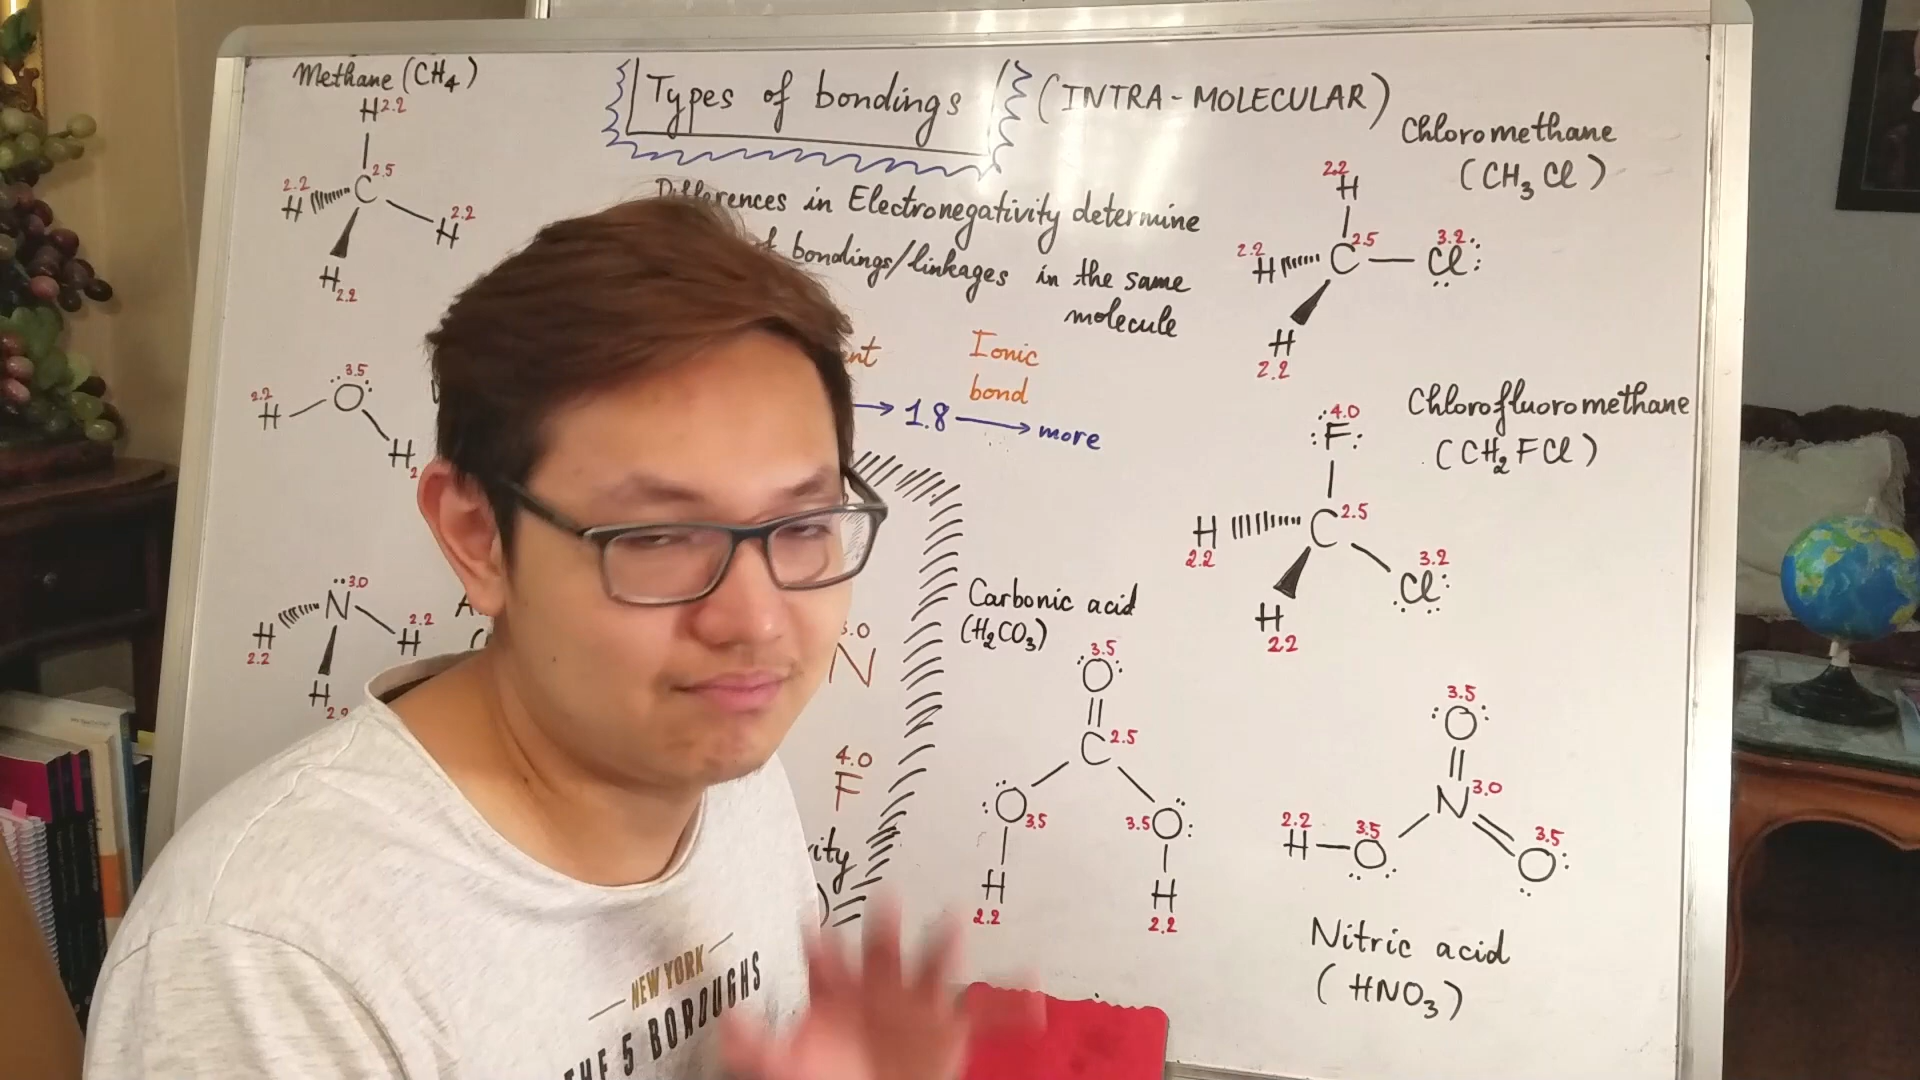 Methane (CH4)
H 2.2
2.5
C
2.2
H
2.2
H
H
2.2
Types of bondings (INTRA-MOLECULAR)
Differences in Electronegativity determine
bondings/linkages in the same
molecule
Ionic
bond
1.8
more
Chloromethane
(CH3Cl)
2.2
H
2.2
H
C 2.5
3.2
Cl
H
2.2
Chlorofluoromethane
(CH2FCl)
4.0
F
H
2.2
C 2.5
3.2
Cl
H
2.2
3.5
O
2.2
H
H
3.0
N
H
2.2
2.2
H
H
N
4.0
F
Carbonic acid
(H2CO3)
3.5
O
C 2.5
O 3.5
3.5 O
H
2.2
H
2.2
3.5
O
N 3.0
2.2
H
3.5
O
3.5
O
Nitric acid
(HNO3)
NEW YORK
5 BOROUGHS